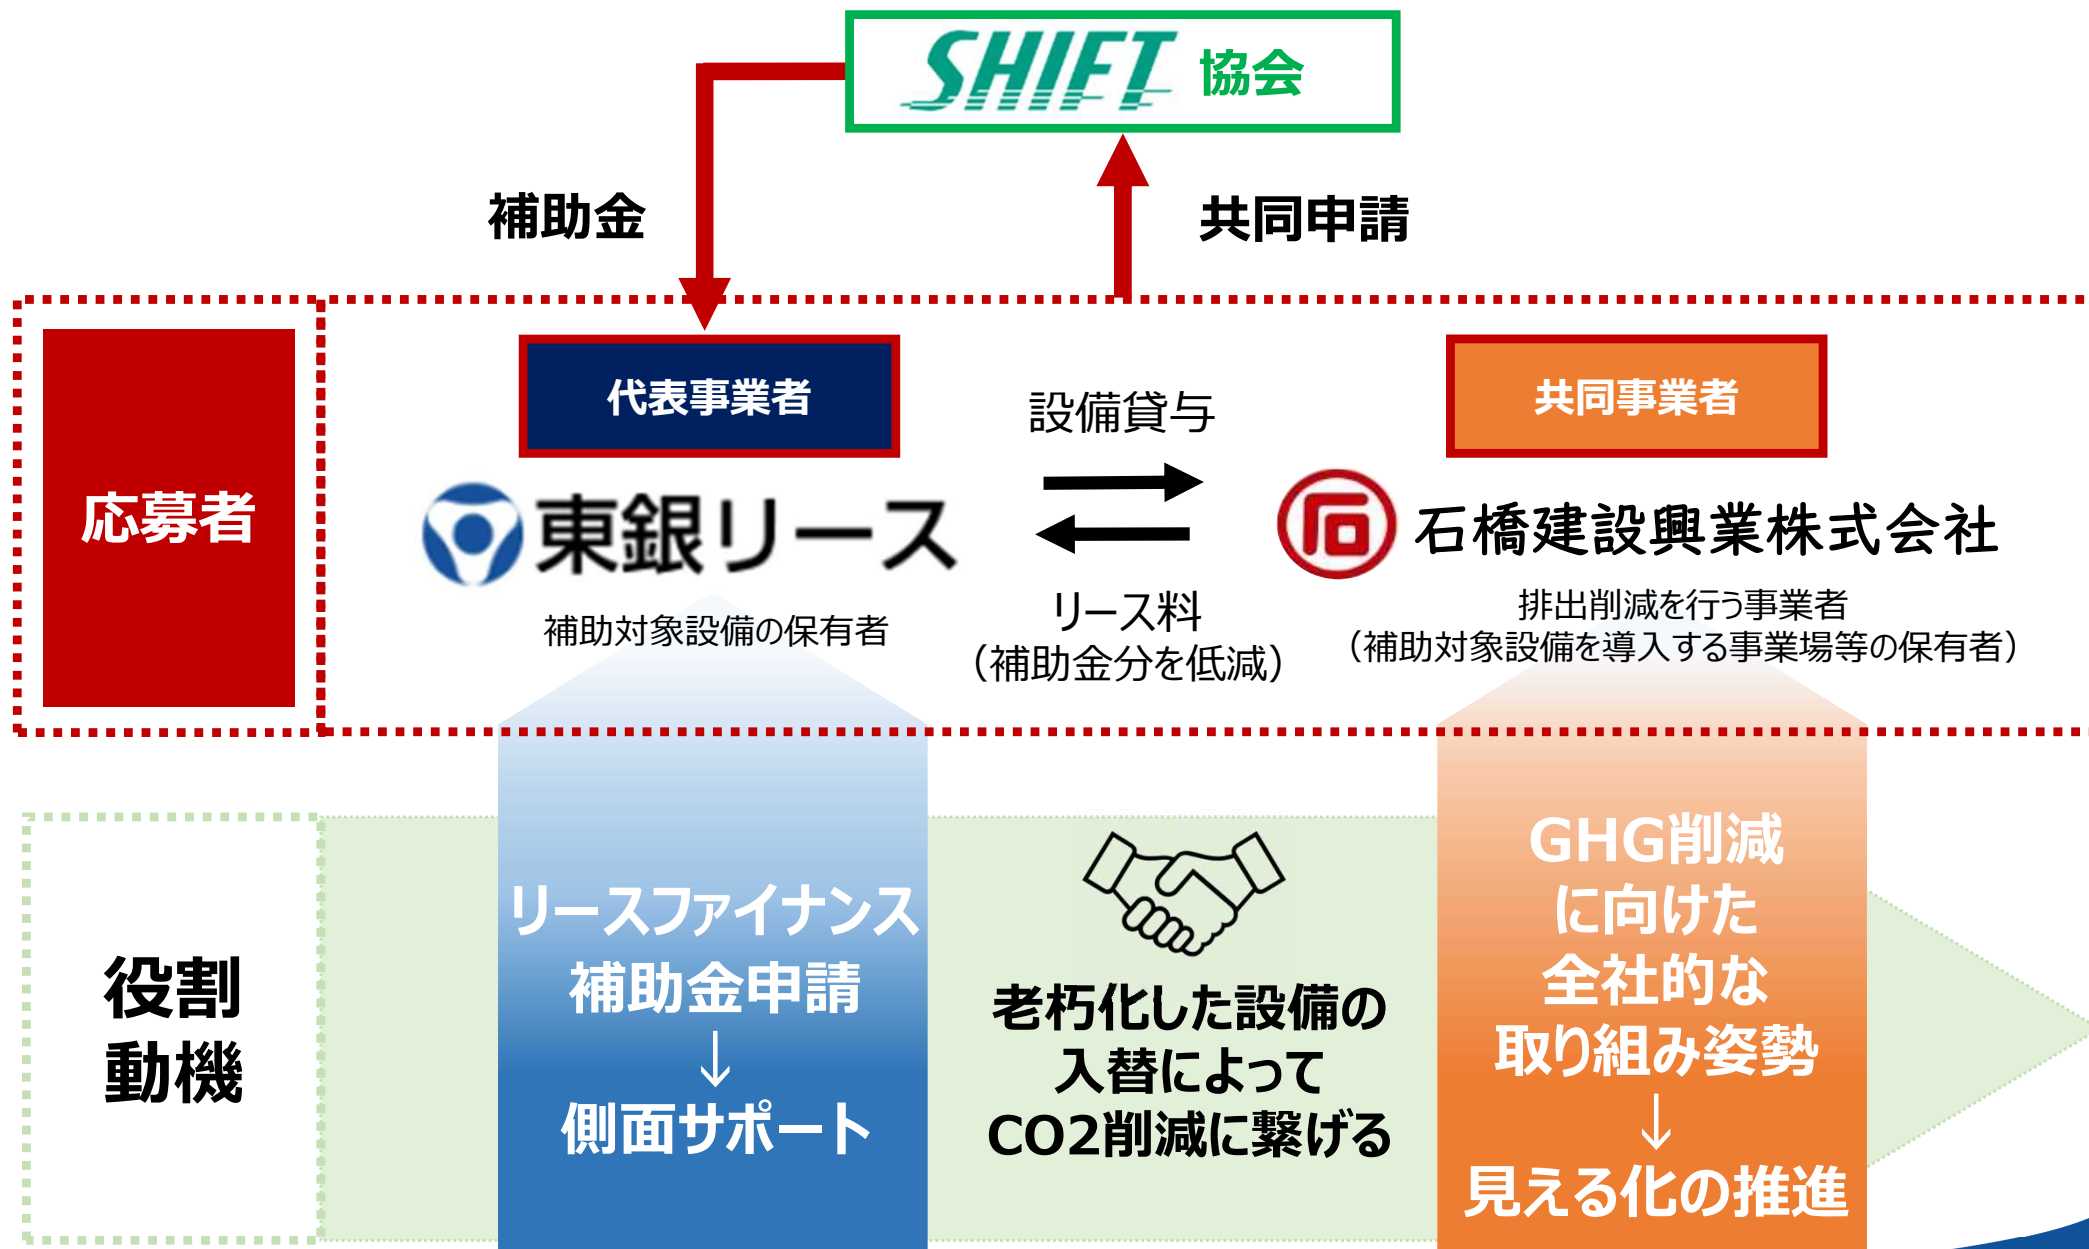 SHIFT 協会
補助金
共同申請
応募者
代表事業者
東銀リース
補助対象設備の保有者
設備貸与
リース料
（補助金分を低減）
共同事業者
石橋建設興業株式会社
排出削減を行う事業者
（補助対象設備を導入する事業場等の保有者）
役割
動機
リースファイナンス
補助金申請
↓
側面サポート
老朽化した設備の
入替によって
CO2削減に繋げる
GHG削減
に向けた
全社的な
取り組み姿勢
↓
見える化の推進